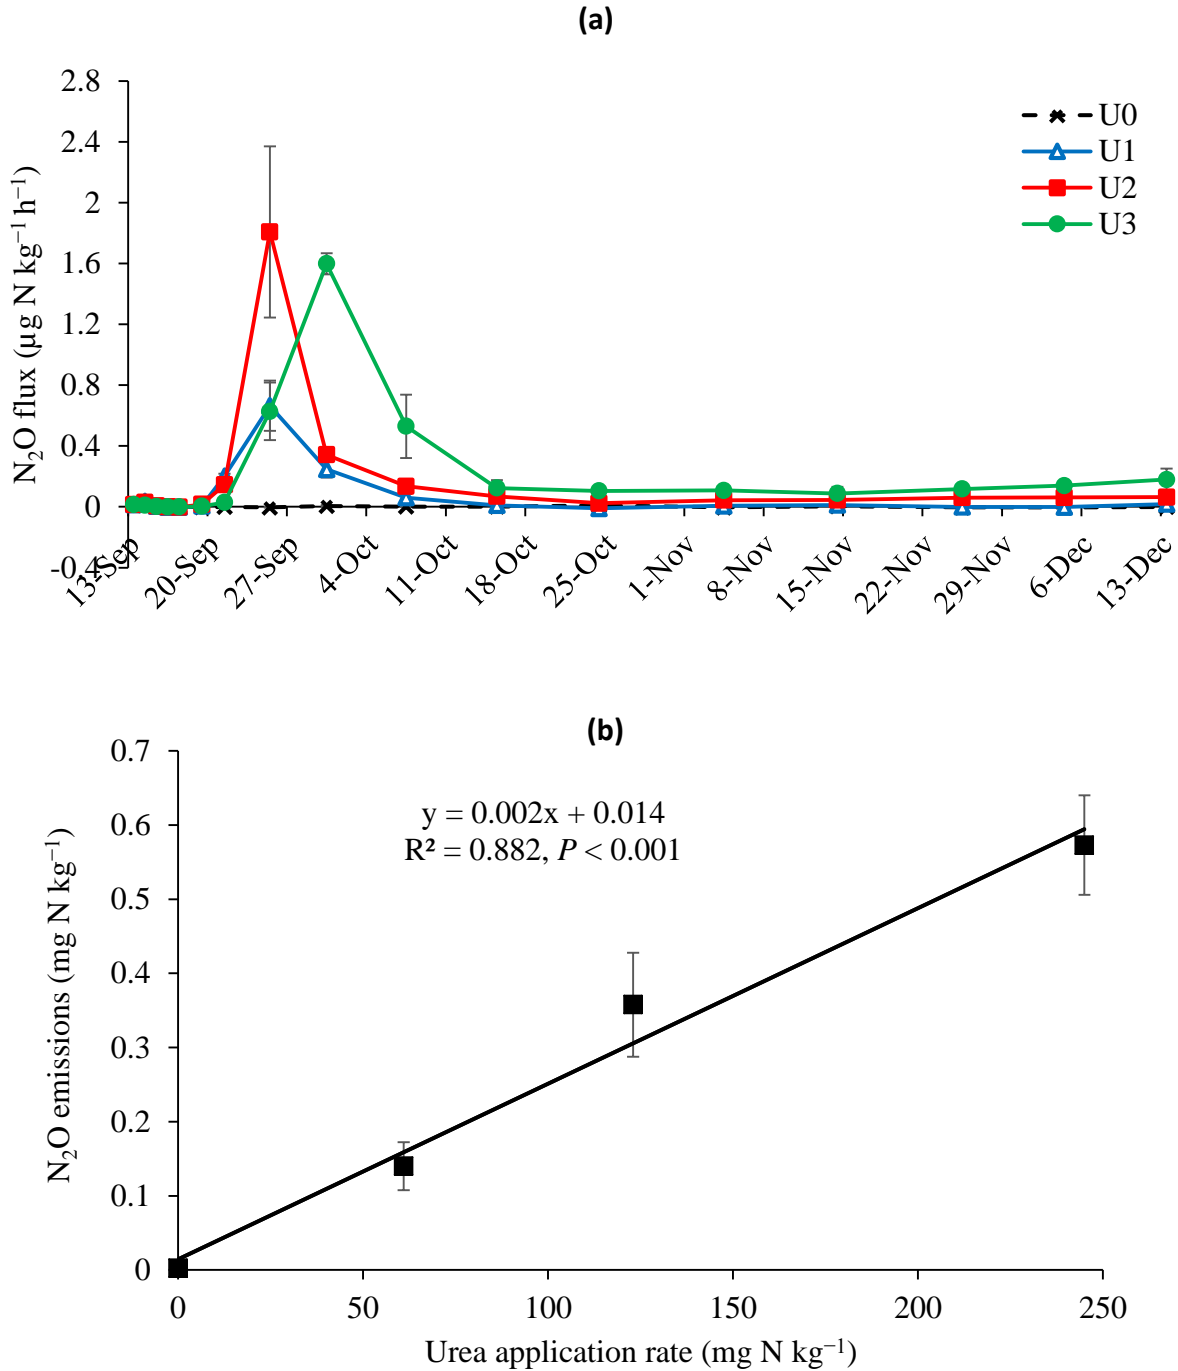 (a)
N₂O flux (µg N kg⁻¹ h⁻¹)
2.8
2.4
2
1.6
1.2
0.8
0.4
0
-0.4
13-Sep
20-Sep
27-Sep
4-Oct
11-Oct
18-Oct
25-Oct
1-Nov
8-Nov
15-Nov
22-Nov
29-Nov
6-Dec
13-Dec
U0
U1
U2
U3
(b)
N₂O emissions (mg N kg⁻¹)
0.7
0.6
0.5
0.4
0.3
0.2
0.1
0
y = 0.002x + 0.014
R² = 0.882, P < 0.001
0
50
100
150
200
250
Urea application rate (mg N kg⁻¹)